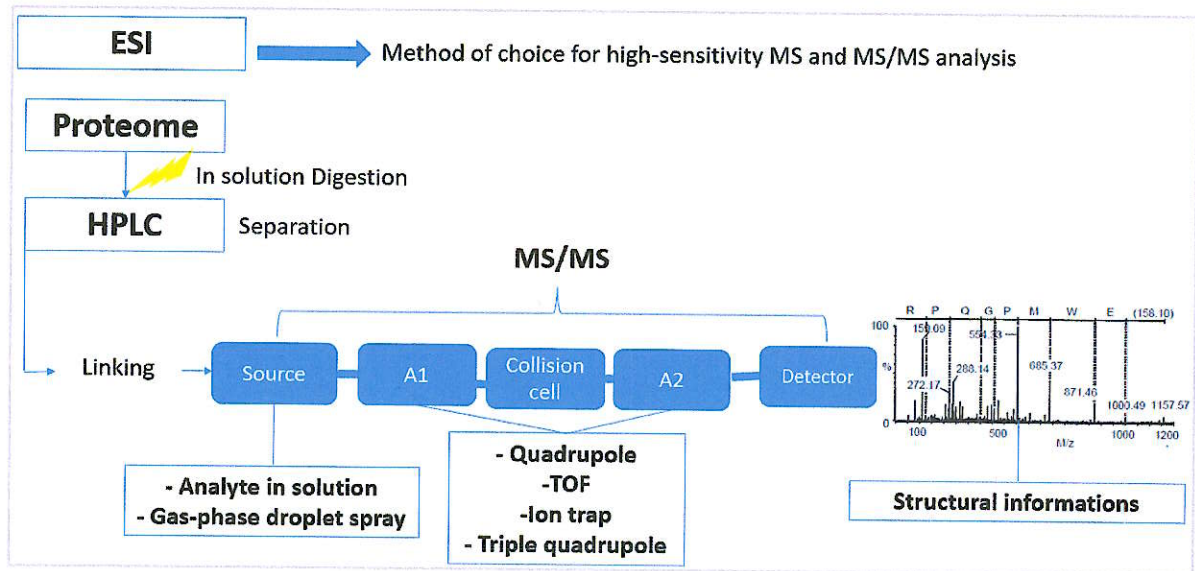 ESI
Method of choice for high-sensitivity MS and MS/MS analysis
Proteome
In solution Digestion
HPLC
Separation
MS/MS
Linking
Source
A1
Collision
cell
A2
Detector
- Analyte in solution
- Gas-phase droplet spray
- Quadrupole
-TOF
-Ion trap
- Triple quadrupole
R P Q G P M W E (158.10)
100
%
0
159.09
272.17
288.14
554.33
685.37
871.46
1000.49 1157.57
100 500 1000 1200
M/z
Structural informations